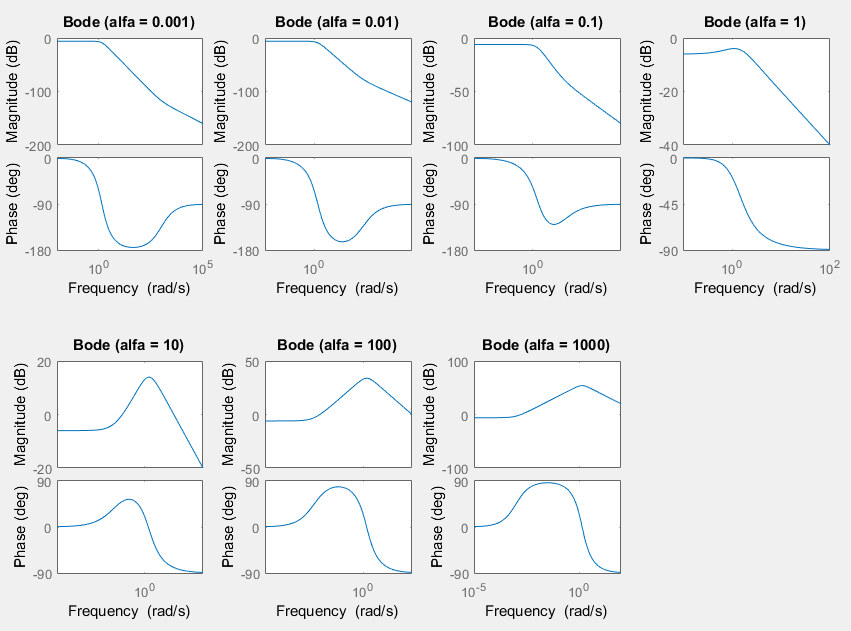 Bode (alfa = 0.001)
Magnitude (dB)
0
-100
-200
Phase (deg)
0
-90
-180
10^0
10^5
Frequency (rad/s)
Bode (alfa = 0.01)
Magnitude (dB)
0
-100
-200
Phase (deg)
0
-90
-180
10^0
Frequency (rad/s)
Bode (alfa = 0.1)
Magnitude (dB)
0
-50
-100
Phase (deg)
0
-90
-180
10^0
Frequency (rad/s)
Bode (alfa = 1)
Magnitude (dB)
0
-20
-40
Phase (deg)
0
-45
-90
10^0
10^2
Frequency (rad/s)
Bode (alfa = 10)
Magnitude (dB)
20
0
-20
Phase (deg)
90
0
-90
10^0
Frequency (rad/s)
Bode (alfa = 100)
Magnitude (dB)
50
0
-50
Phase (deg)
90
0
-90
10^0
Frequency (rad/s)
Bode (alfa = 1000)
Magnitude (dB)
100
0
-100
Phase (deg)
90
0
-90
10^-5
10^0
Frequency (rad/s)